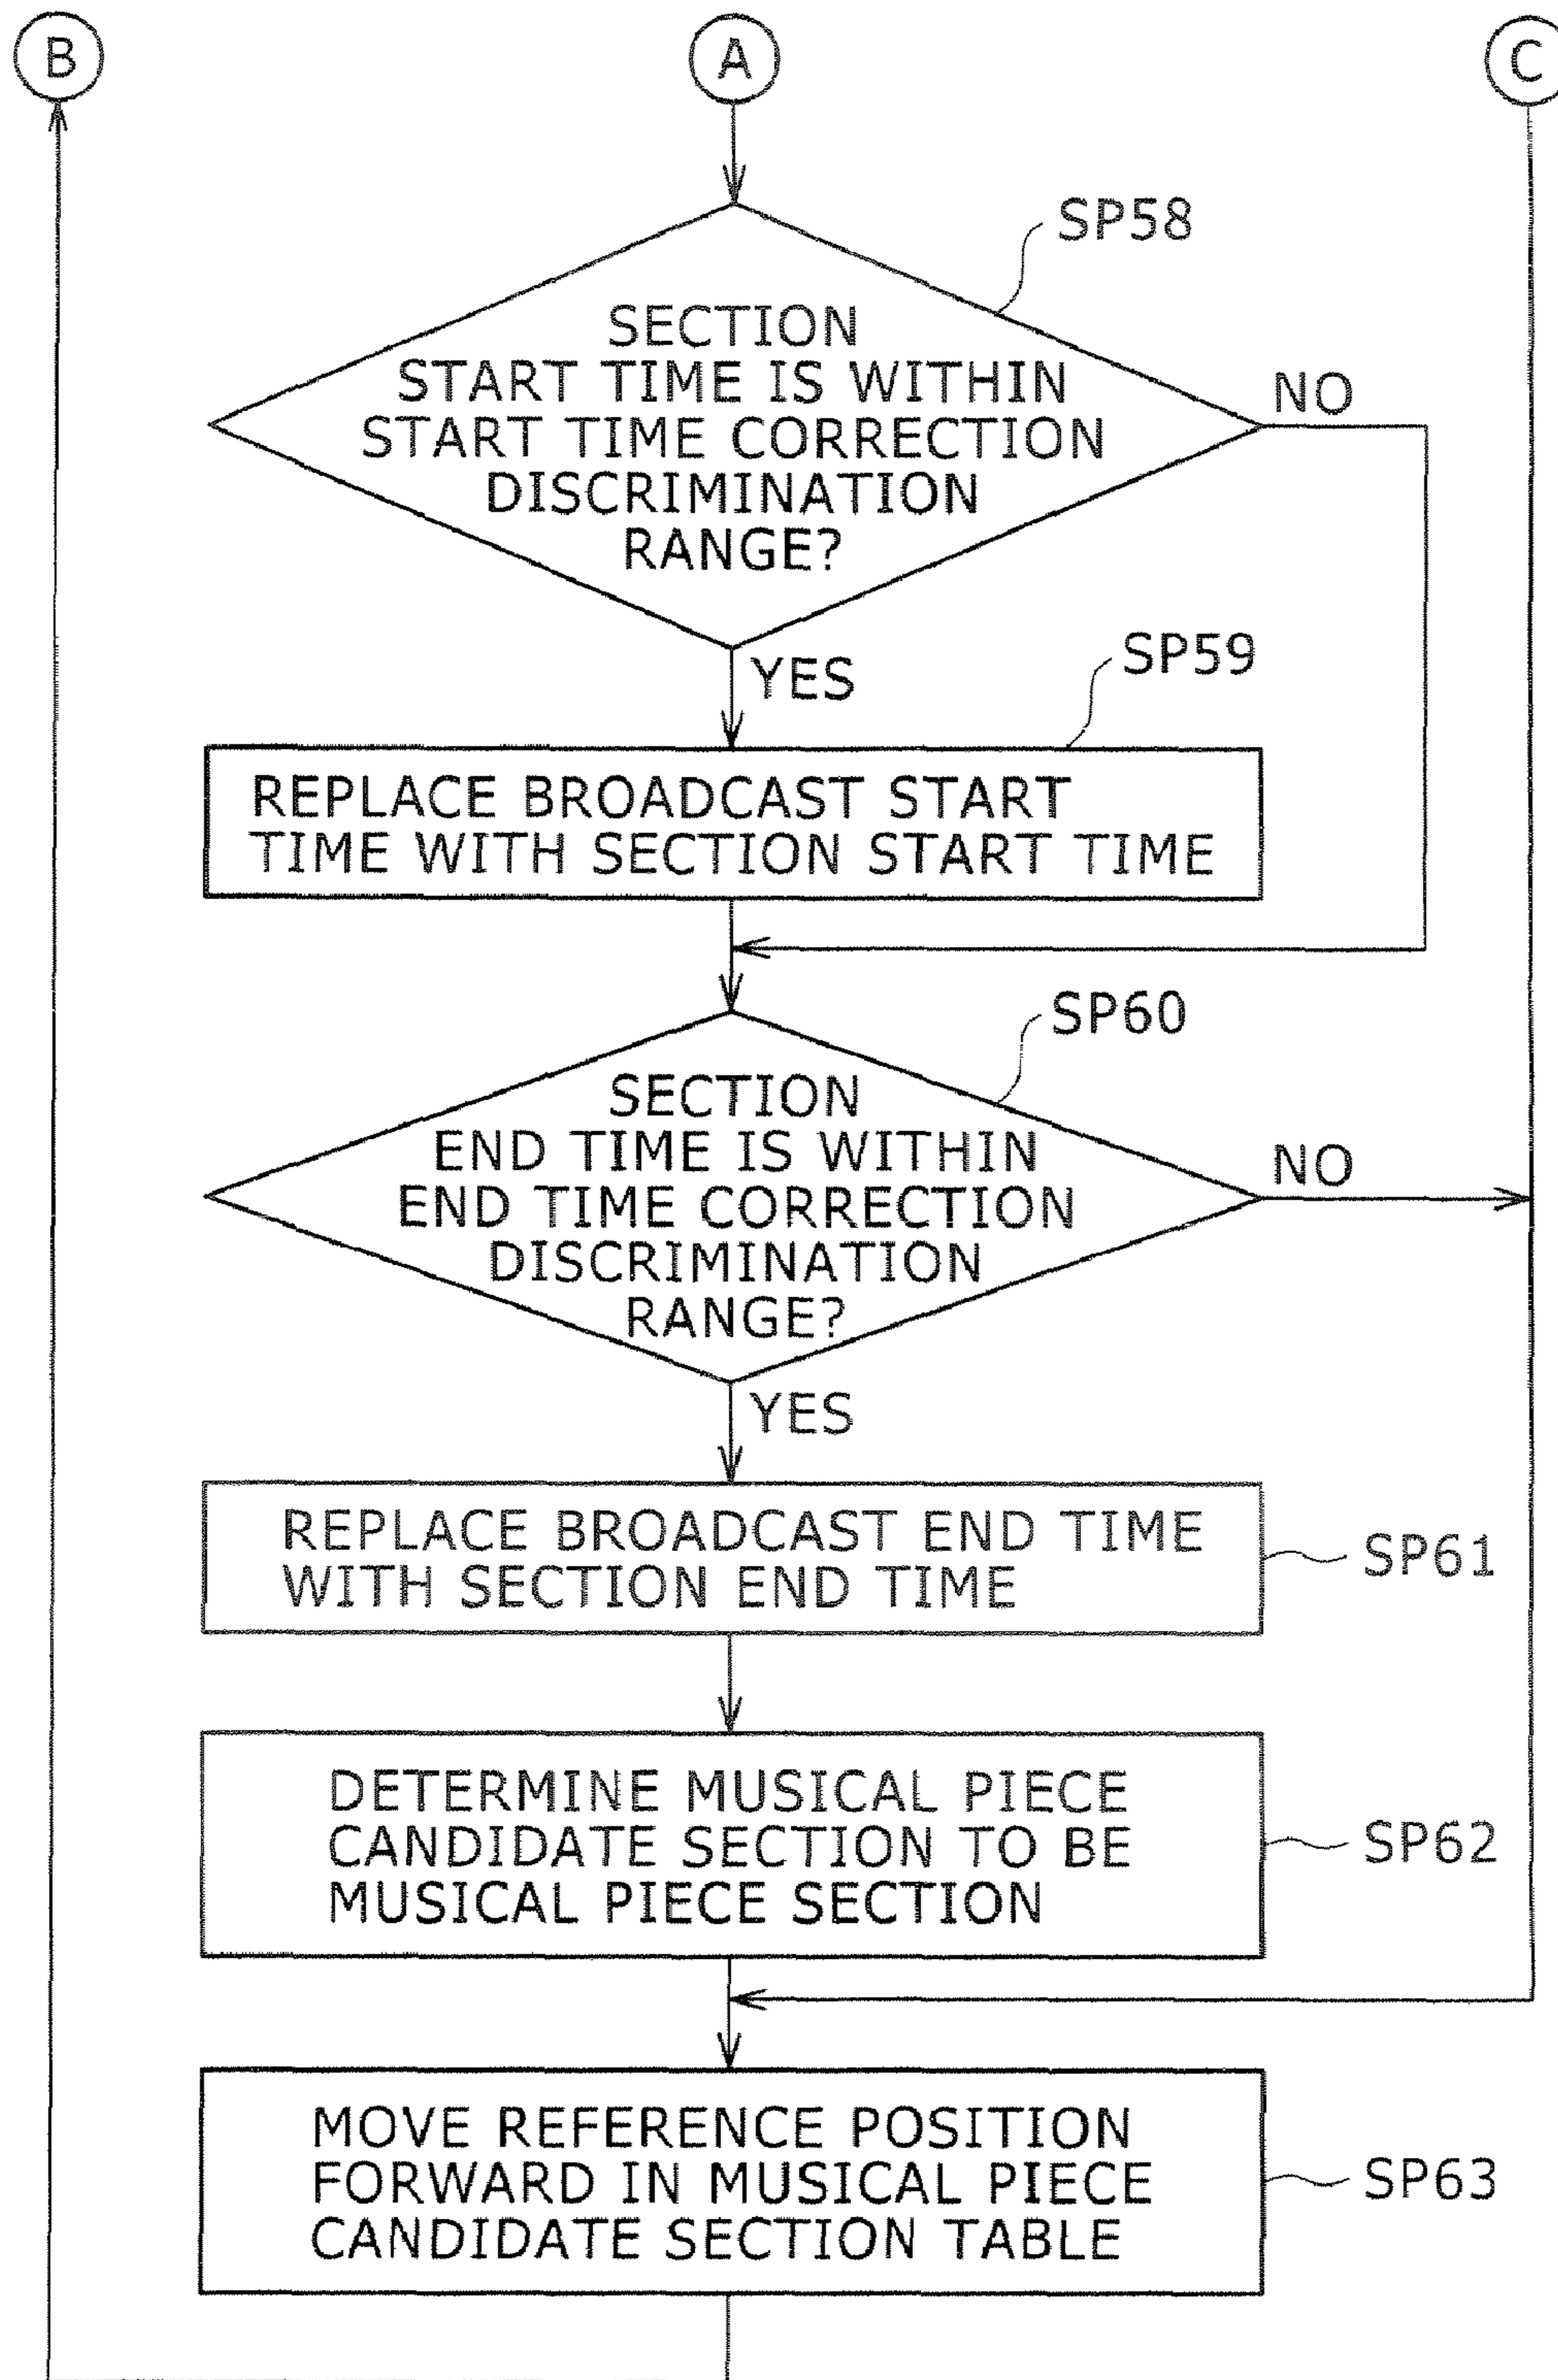 B
A
C
SP58
SECTION
START TIME IS WITHIN
START TIME CORRECTION
DISCRIMINATION
RANGE?
NO
YES
SP59
REPLACE BROADCAST START
TIME WITH SECTION START TIME
SP60
SECTION
END TIME IS WITHIN
END TIME CORRECTION
DISCRIMINATION
RANGE?
NO
YES
REPLACE BROADCAST END TIME
WITH SECTION END TIME
SP61
DETERMINE MUSICAL PIECE
CANDIDATE SECTION TO BE
MUSICAL PIECE SECTION
SP62
MOVE REFERENCE POSITION
FORWARD IN MUSICAL PIECE
CANDIDATE SECTION TABLE
SP63